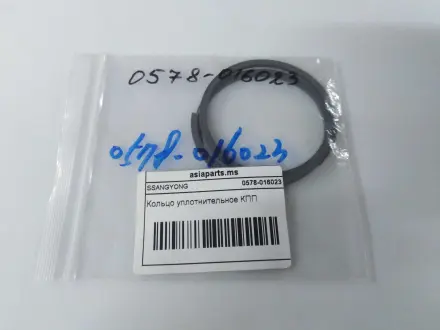 0578-016023
0578-016023
asiaparts.ms
SSANGYONG 0578-016023
Кольцо уплотнительное КПП